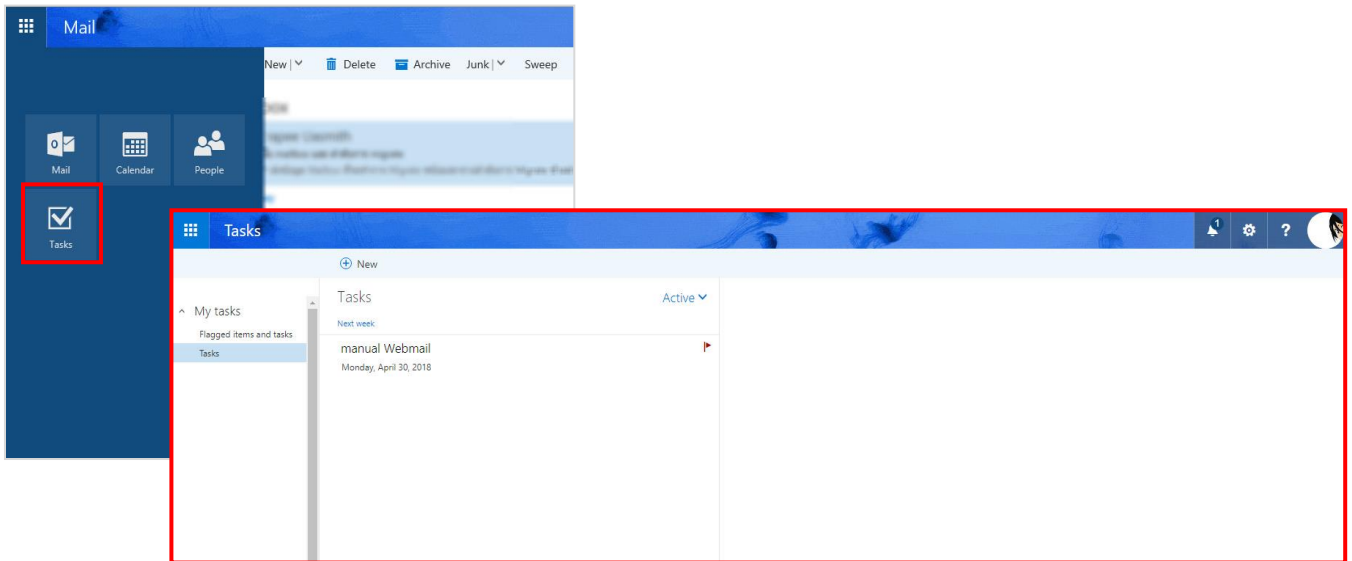 Mail
New
Delete
Archive
Junk
Sweep
Mail
Calendar
People
Tasks
Tasks
1
?
New
My tasks
Flagged items and tasks
Tasks
Tasks
Active
Next week
manual Webmail
Monday, April 30, 2018